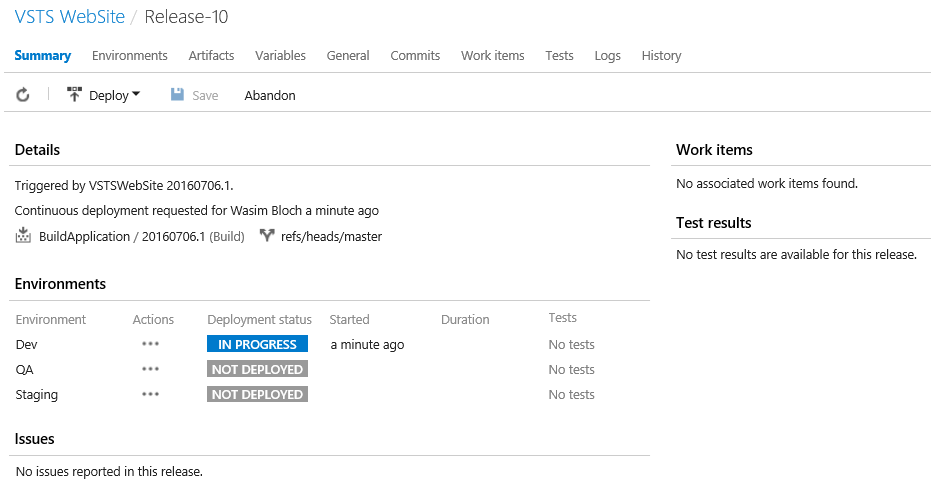 VSTS WebSite / Release-10
Summary Environments Artifacts Variables General Commits Work items Tests Logs History
Deploy Save Abandon
Details
Triggered by VSTSWebSite 20160706.1.
Continuous deployment requested for Wasim Bloch a minute ago
BuildApplication / 20160706.1 (Build) refs/heads/master
Environments
Environment Actions Deployment status Started Duration Tests
Dev ••• IN PROGRESS a minute ago No tests
QA ••• NOT DEPLOYED No tests
Staging ••• NOT DEPLOYED No tests
Issues
No issues reported in this release.
Work items
No associated work items found.
Test results
No test results are available for this release.